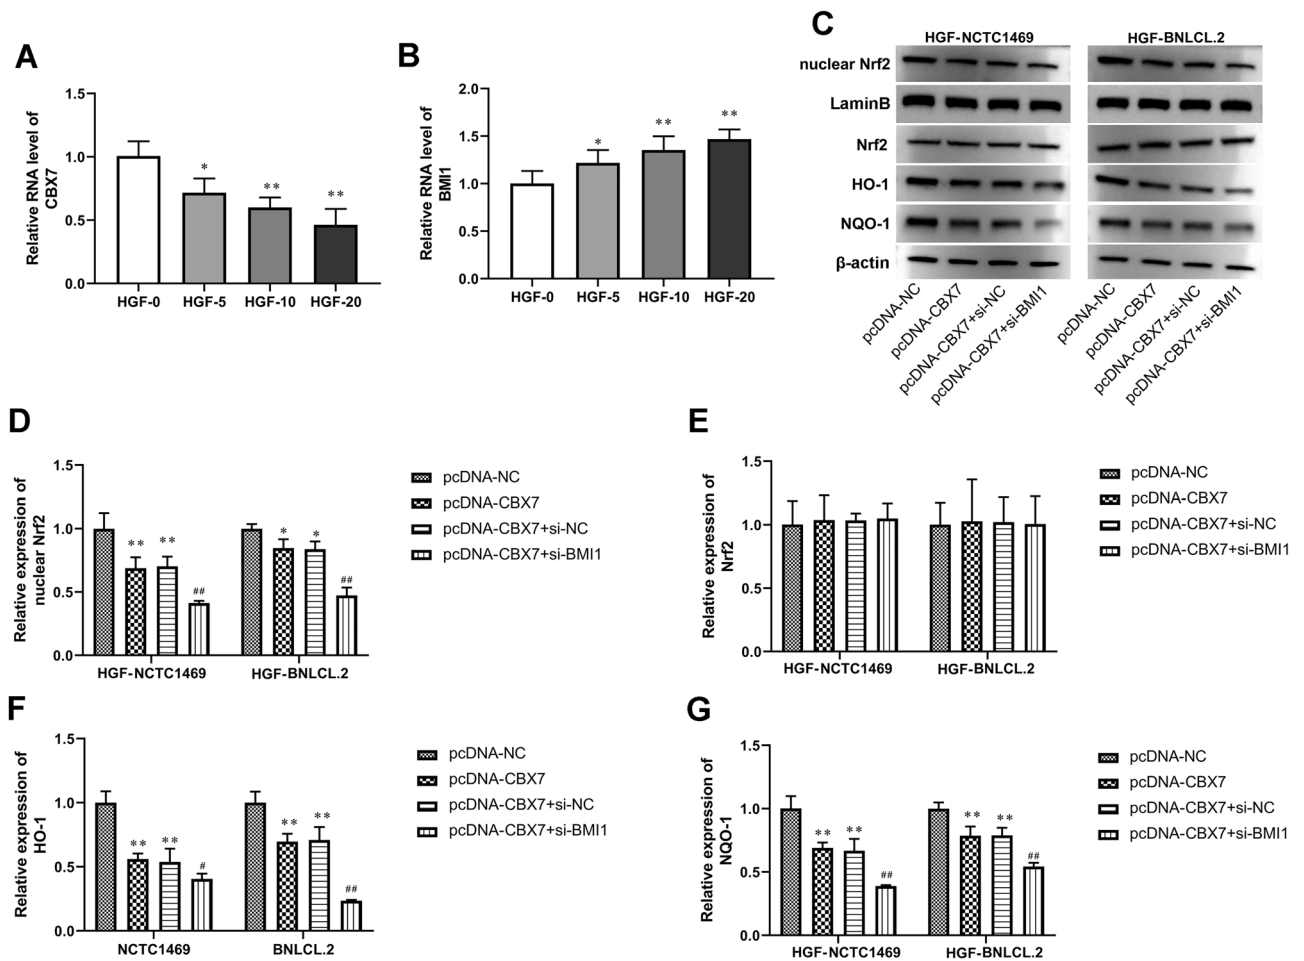 A
Relative RNA level of
CBX7
1.5
1.0
0.5
0.0
*
**
**
HGF-0 HGF-5 HGF-10 HGF-20
B
Relative RNA level of
BMI1
2.0
1.5
1.0
0.5
0.0
*
**
**
HGF-0 HGF-5 HGF-10 HGF-20
C
HGF-NCTC1469 HGF-BNLCL.2
nuclear Nrf2
LaminB
Nrf2
HO-1
NQO-1
β-actin
pcDNA-NC
pcDNA-CBX7
pcDNA-CBX7+si-NC
pcDNA-CBX7+si-BMI1
pcDNA-NC
pcDNA-CBX7
pcDNA-CBX7+si-NC
pcDNA-CBX7+si-BMI1
D
Relative expression of
nuclear Nrf2
1.5
1.0
0.5
0.0
** ** ## * * ##
HGF-NCTC1469 HGF-BNLCL.2
pcDNA-NC
pcDNA-CBX7
pcDNA-CBX7+si-NC
pcDNA-CBX7+si-BMI1
E
Relative expression of
Nrf2
1.5
1.0
0.5
0.0
HGF-NCTC1469 HGF-BNLCL.2
pcDNA-NC
pcDNA-CBX7
pcDNA-CBX7+si-NC
pcDNA-CBX7+si-BMI1
F
Relative expression of
HO-1
1.5
1.0
0.5
0.0
** ** # ** ** ##
NCTC1469 BNLCL.2
pcDNA-NC
pcDNA-CBX7
pcDNA-CBX7+si-NC
pcDNA-CBX7+si-BMI1
G
Relative expression of
NQO-1
1.5
1.0
0.5
0.0
** ** ## ** ** ##
HGF-NCTC1469 HGF-BNLCL.2
pcDNA-NC
pcDNA-CBX7
pcDNA-CBX7+si-NC
pcDNA-CBX7+si-BMI1